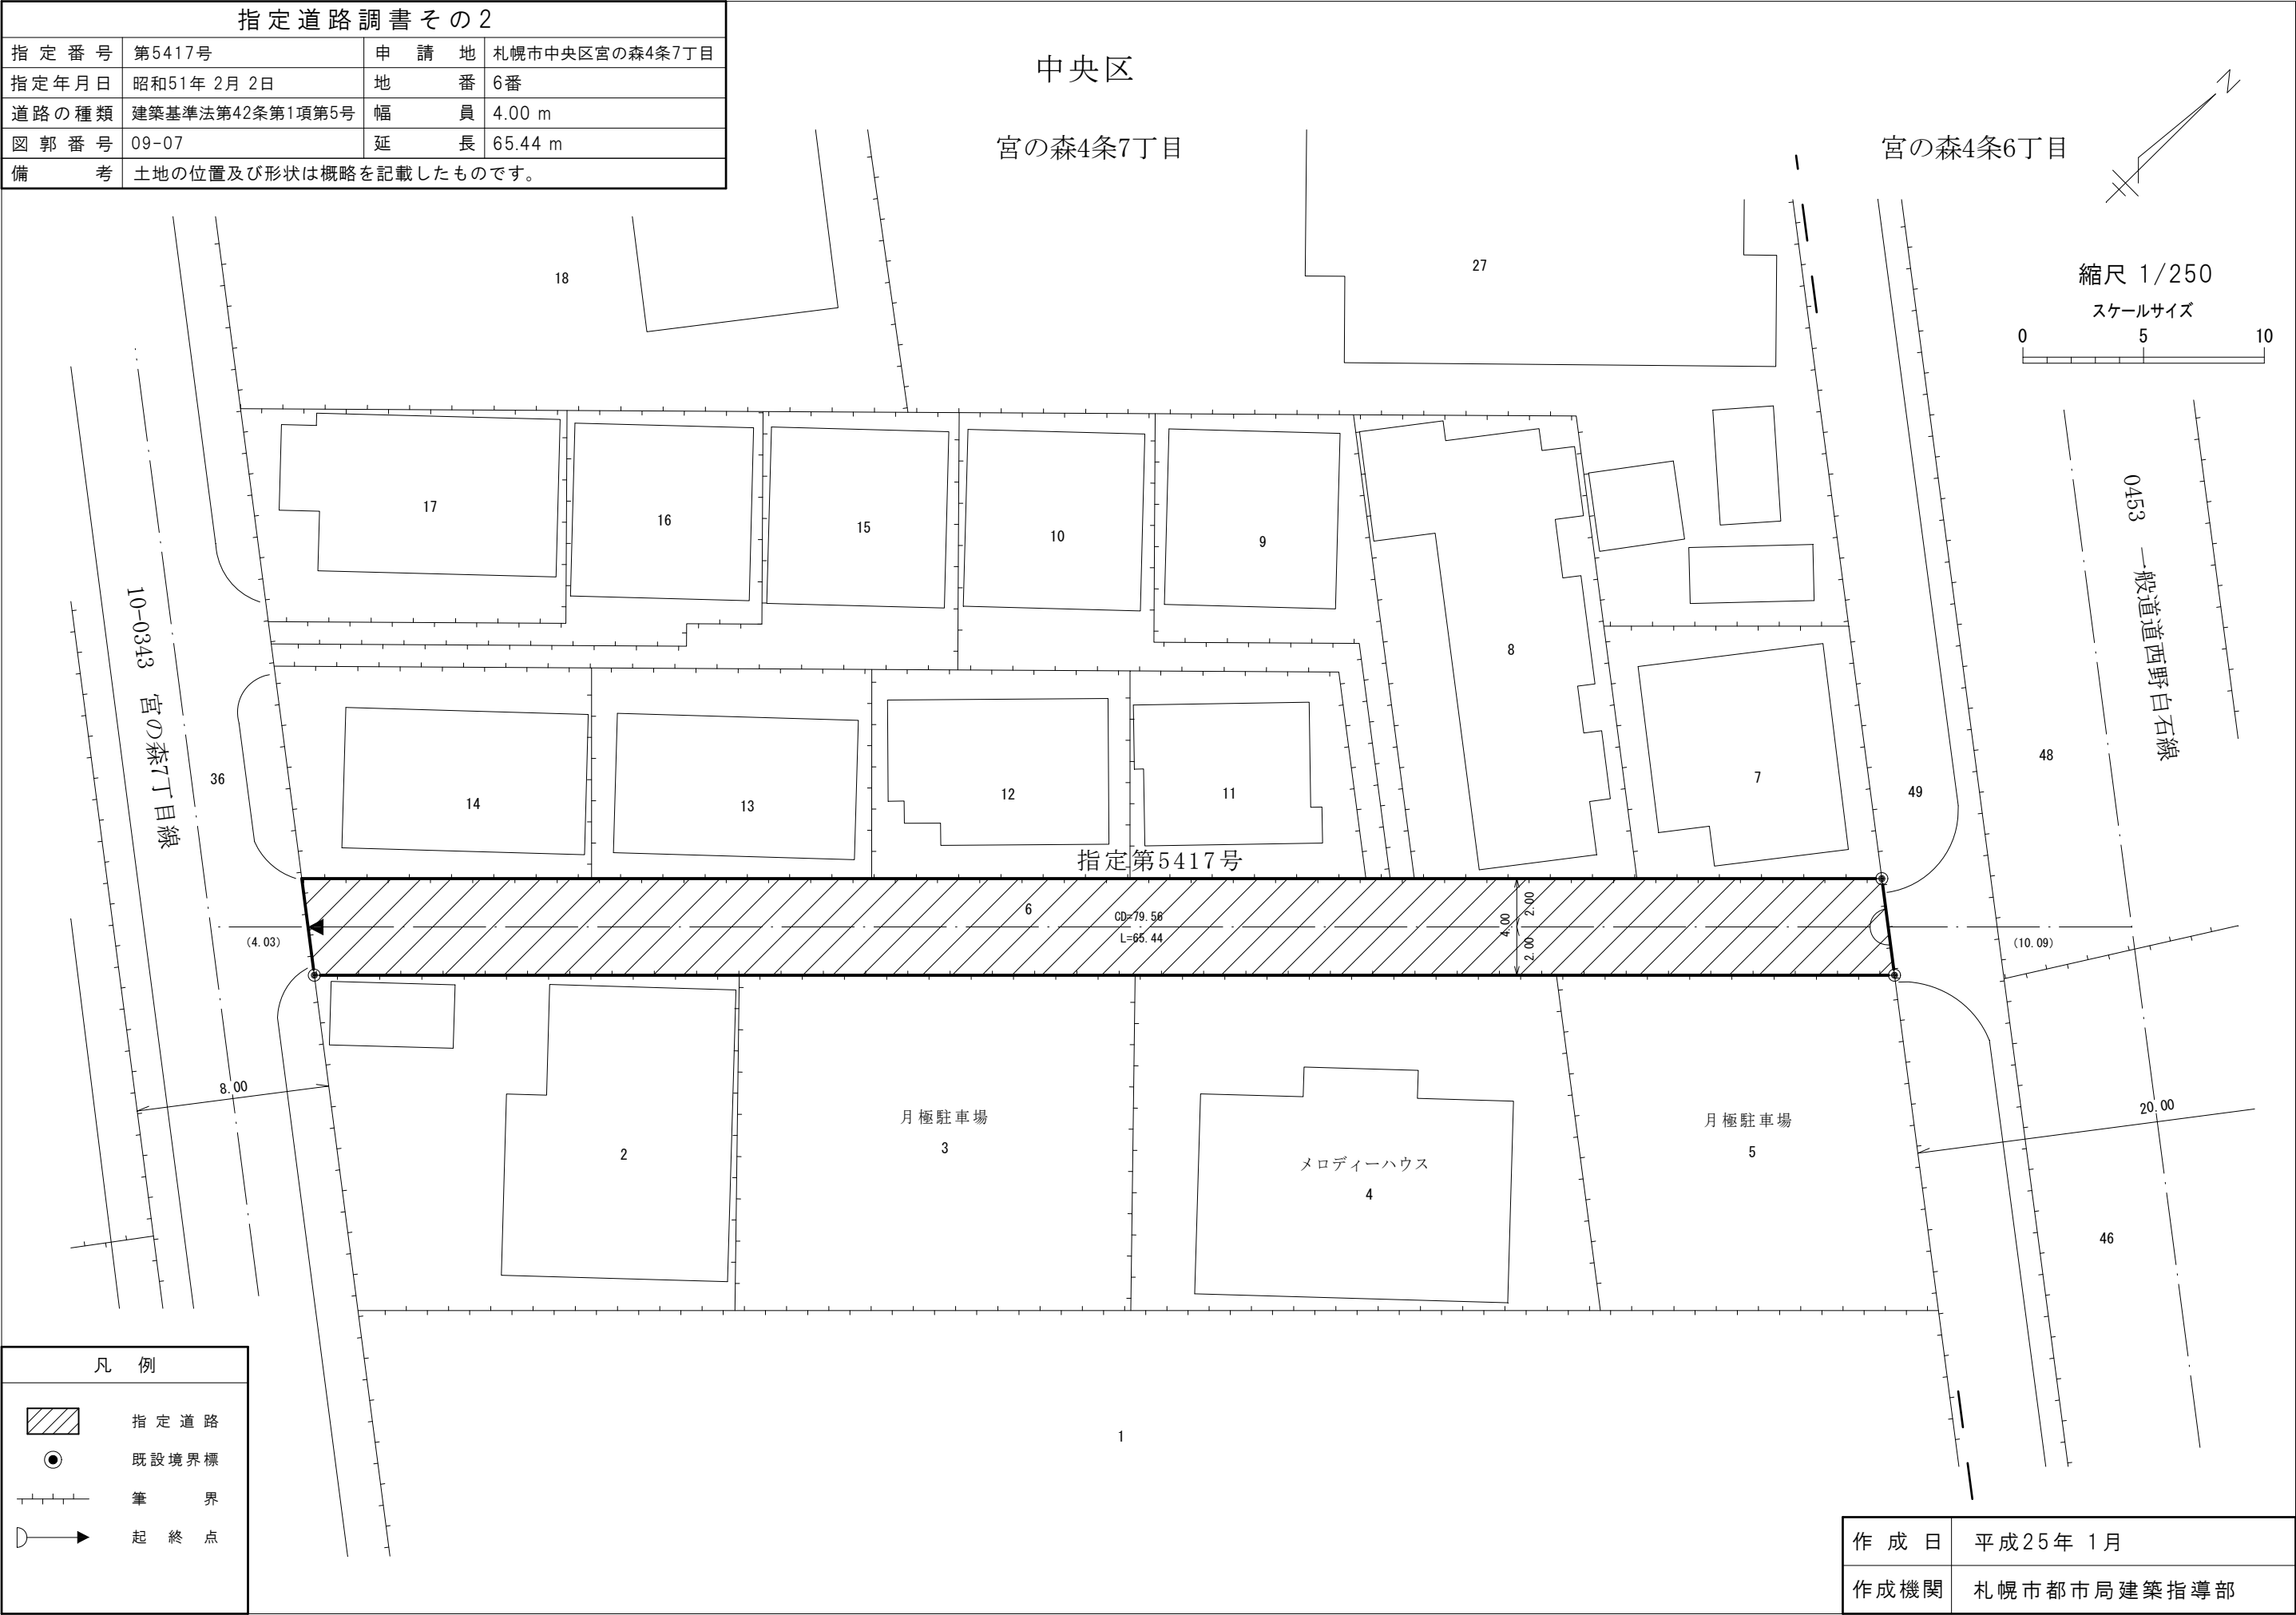 指定道路調書その2
指定番号 第5417号 申請地 札幌市中央区宮の森4条7丁目
指定年月日 昭和51年 2月 2日 地番 6番
道路の種類 建築基準法第42条第1項第5号 幅員 4.00 m
図郭番号 09-07 延長 65.44 m
備考 土地の位置及び形状は概略を記載したものです。
中央区
宮の森4条7丁目
宮の森4条6丁目
N
縮尺 1/250
スケールサイズ
0 5 10
18
27
17
16
15
10
9
8
7
14
13
12
11
36
49
48
10-0343 宮の森7丁目線
0453 一般道道西野白石線
指定第5417号
6
CD=79.56
L=65.44
4.00
2.00
2.00
(4.03)
(10.09)
8.00
20.00
2
月極駐車場
3
メロディーハウス
4
月極駐車場
5
46
1
凡例
指定道路
既設境界標
筆界
起終点
作成日 平成25年 1月
作成機関 札幌市都市局建築指導部